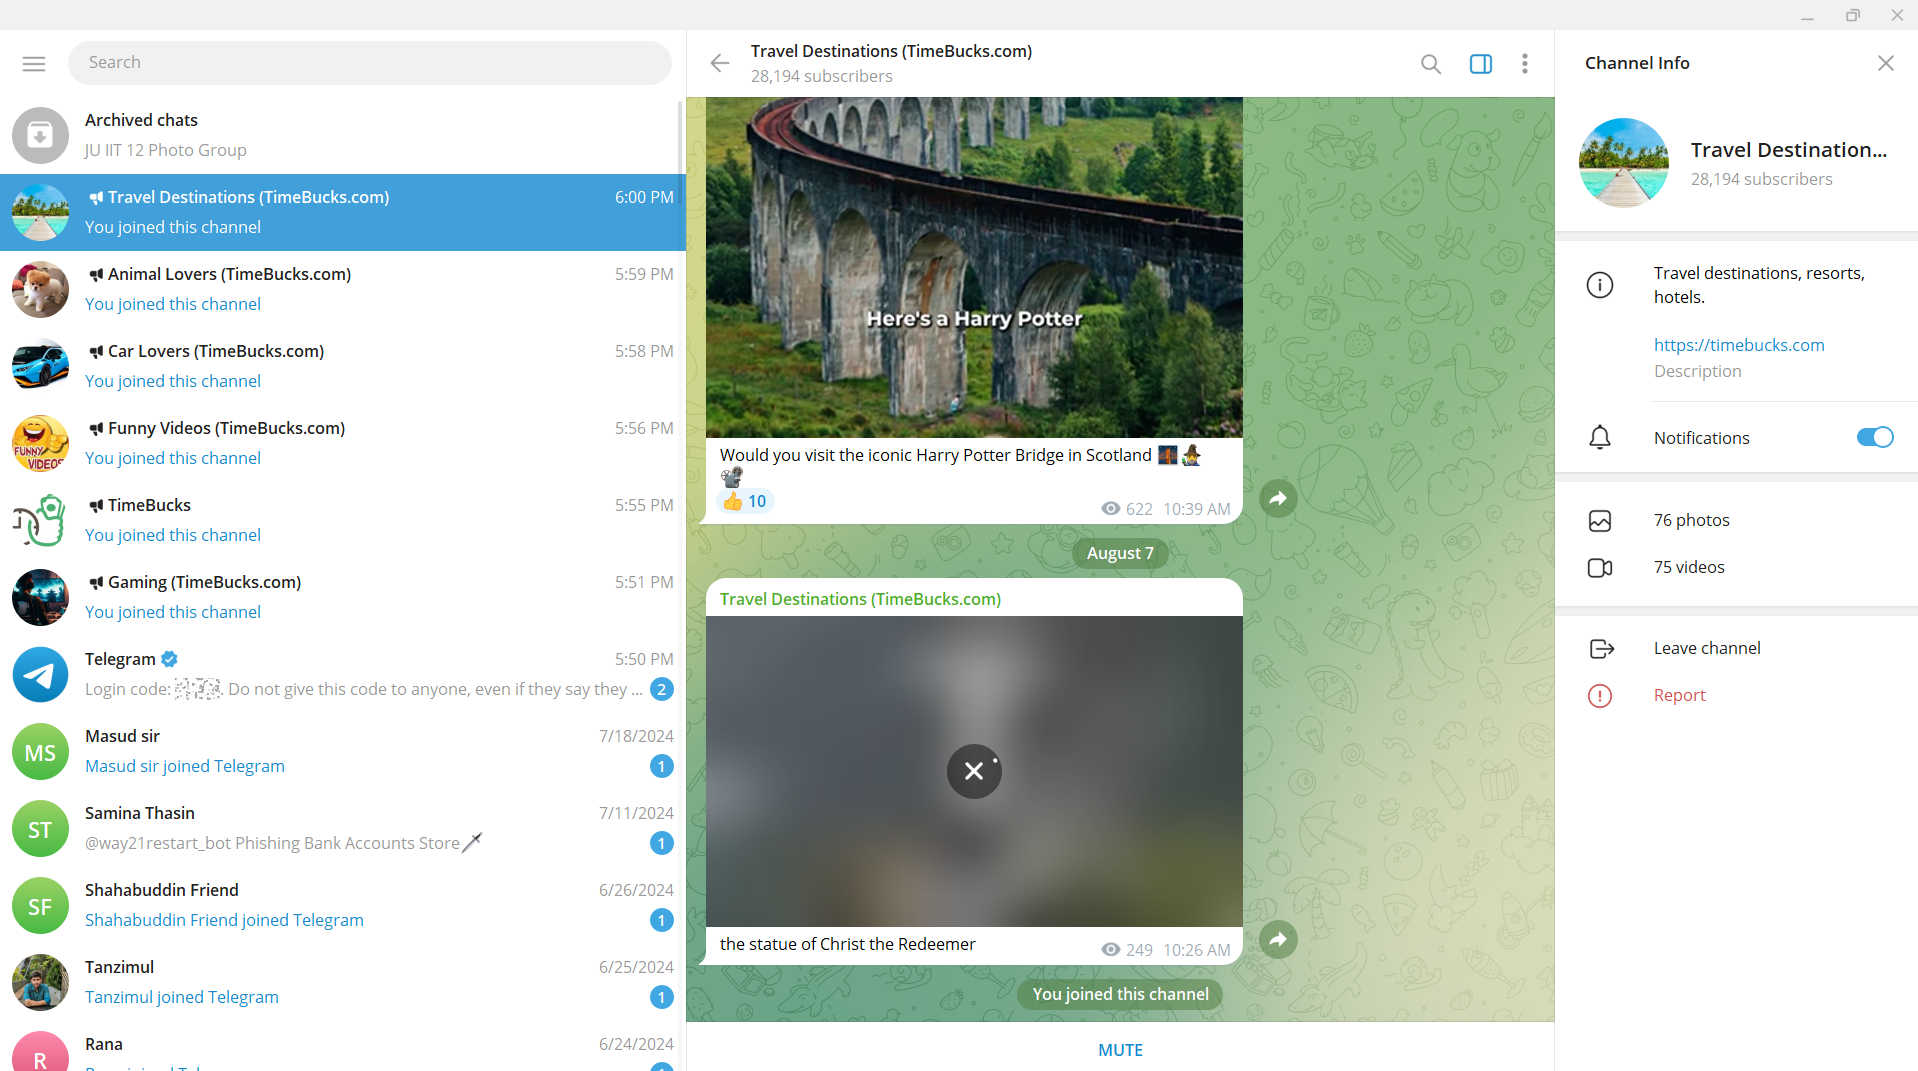 Search
Archived chats
JU IIT 12 Photo Group
Travel Destinations (TimeBucks.com)
6:00 PM
You joined this channel
Animal Lovers (TimeBucks.com)
5:59 PM
You joined this channel
Car Lovers (TimeBucks.com)
5:58 PM
You joined this channel
FUNNY
VIDEOS
Funny Videos (TimeBucks.com)
5:56 PM
You joined this channel
TimeBucks
5:55 PM
You joined this channel
Gaming (TimeBucks.com)
5:51 PM
You joined this channel
Telegram
5:50 PM
Login code: . Do not give this code to anyone, even if they say they ...
2
MS
Masud sir
7/18/2024
Masud sir joined Telegram
1
ST
Samina Thasin
7/11/2024
@way21restart_bot Phishing Bank Accounts Store
1
SF
Shahabuddin Friend
6/26/2024
Shahabuddin Friend joined Telegram
1
Tanzimul
6/25/2024
Tanzimul joined Telegram
1
R
Rana
6/24/2024
Travel Destinations (TimeBucks.com)
28,194 subscribers
Here's a Harry Potter
Would you visit the iconic Harry Potter Bridge in Scotland
10
622 10:39 AM
August 7
Travel Destinations (TimeBucks.com)
the statue of Christ the Redeemer
249 10:26 AM
You joined this channel
MUTE
Channel Info
Travel Destination...
28,194 subscribers
Travel destinations, resorts,
hotels.
https://timebucks.com
Description
Notifications
76 photos
75 videos
Leave channel
Report